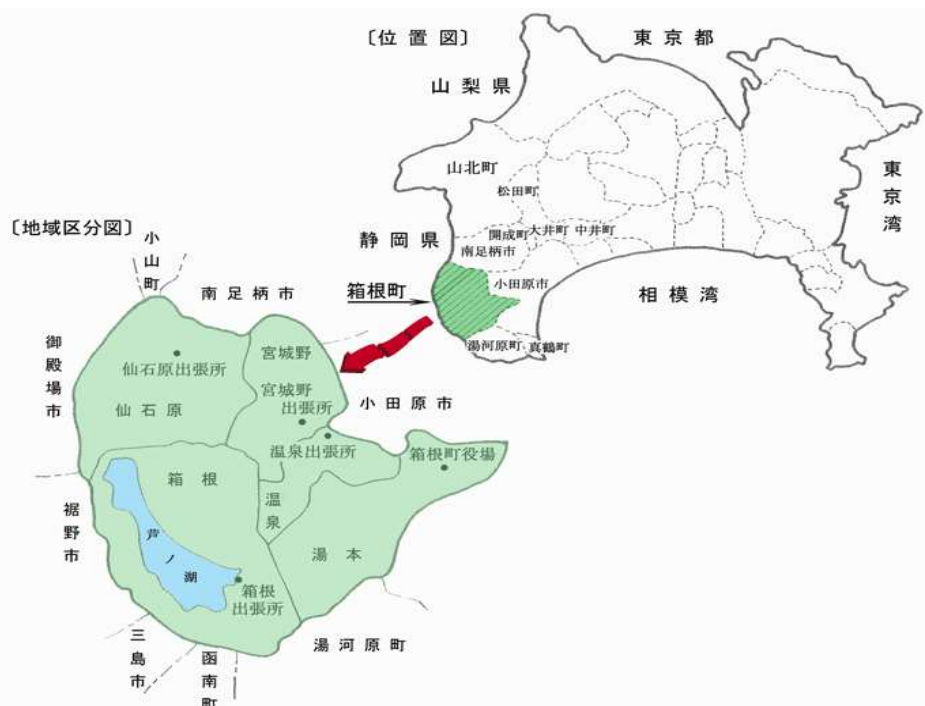 〔位置図〕
東京都
山梨県
山北町
松田町
東京湾
静岡県
開成町
大井町
中井町
南足柄市
箱根町
小田原市
相模湾
湯河原町
真鶴町
〔地域区分図〕
小山町
南足柄市
御殿場市
宮城野
仙石原出張所
仙石原
宮城野
出張所
小田原市
温泉出張所
箱根町役場
箱根
温泉
裾野市
芦ノ湖
湯本
箱根
出張所
三島市
函南町
湯河原町